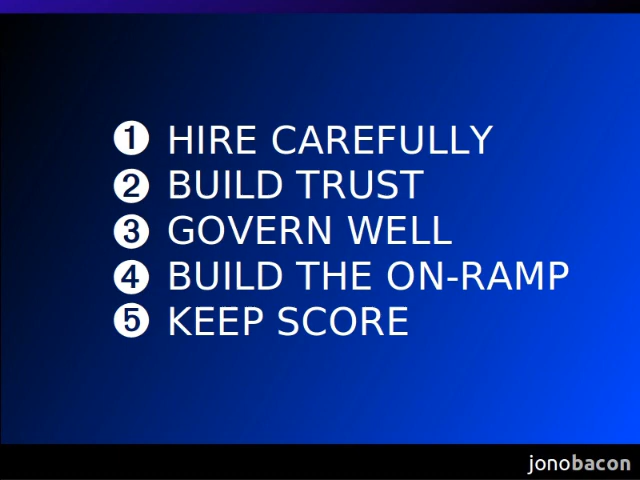 ❶ HIRE CAREFULLY
❷ BUILD TRUST
❸ GOVERN WELL
❹ BUILD THE ON-RAMP
❺ KEEP SCORE
jonobacon